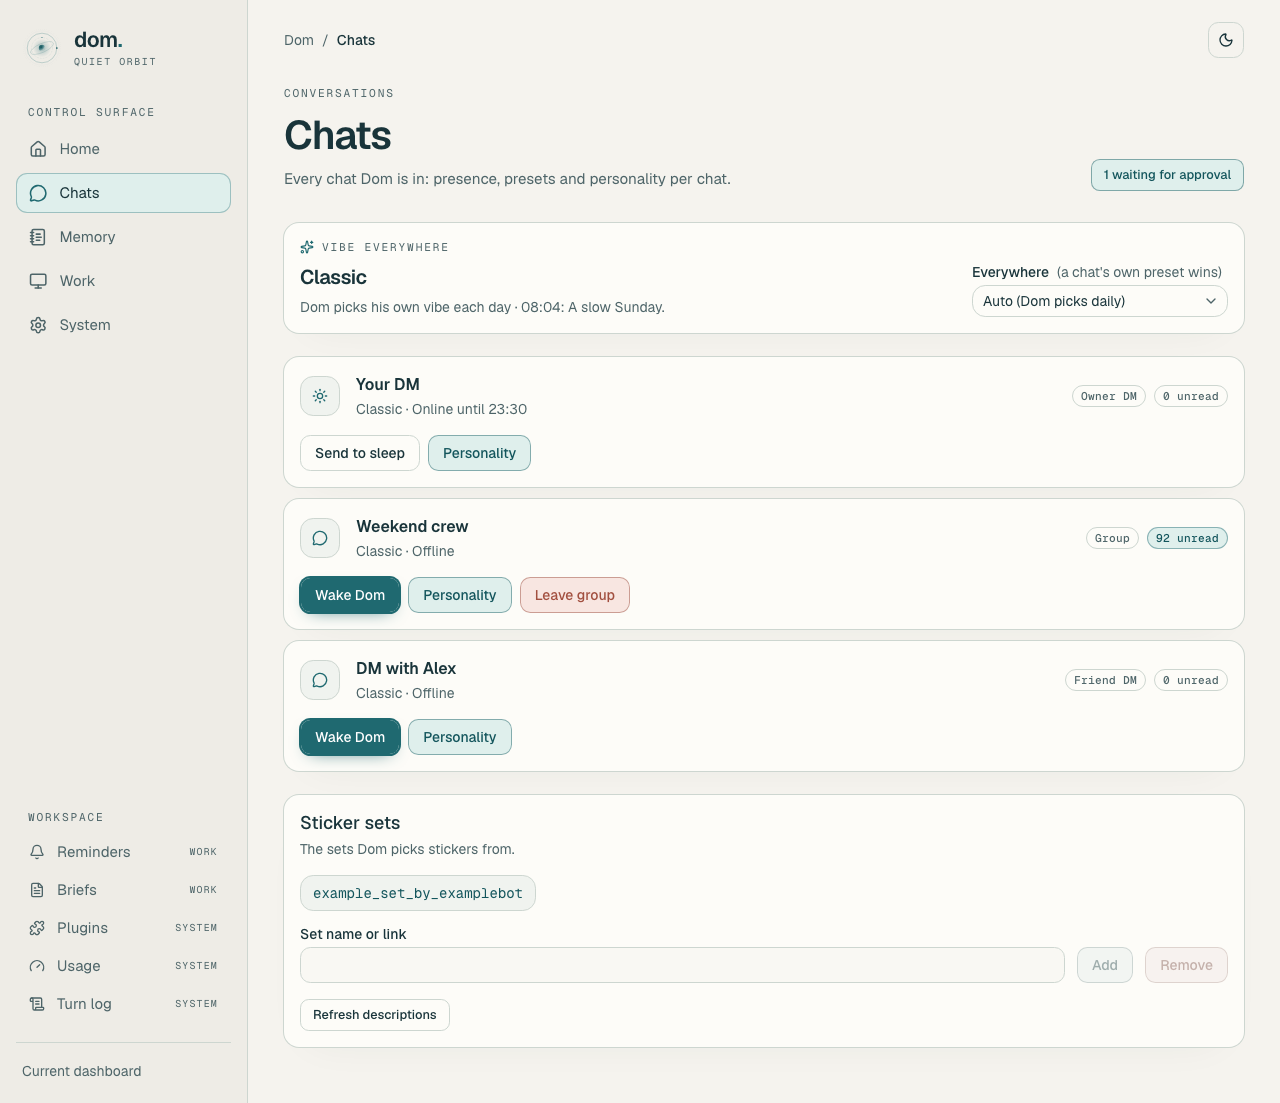 dom.
QUIET ORBIT
CONTROL SURFACE
Home
Chats
Memory
Work
System
WORKSPACE
Reminders WORK
Briefs WORK
Plugins SYSTEM
Usage SYSTEM
Turn log SYSTEM
Current dashboard
Dom / Chats
CONVERSATIONS
Chats
Every chat Dom is in: presence, presets and personality per chat.
1 waiting for approval
VIBE EVERYWHERE
Classic
Dom picks his own vibe each day · 08:04: A slow Sunday.
Everywhere (a chat's own preset wins)
Auto (Dom picks daily)
Your DM
Classic · Online until 23:30
Owner DM 0 unread
Send to sleep Personality
Weekend crew
Classic · Offline
Group 92 unread
Wake Dom Personality Leave group
DM with Alex
Classic · Offline
Friend DM 0 unread
Wake Dom Personality
Sticker sets
The sets Dom picks stickers from.
example_set_by_examplebot
Set name or link
Add Remove
Refresh descriptions